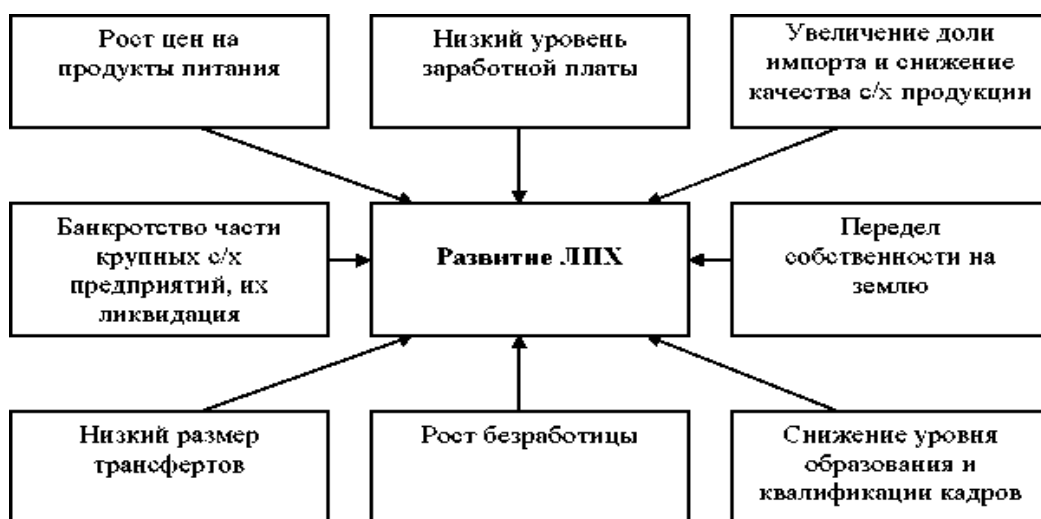 Рост цен на
продукты питания
Низкий уровень
заработной платы
Увеличение доли
импорта и снижение
качества с/х продукции
Банкротство части
крупных с/х
предприятий, их
ликвидация
Развитие ЛПХ
Передел
собственности на
землю
Низкий размер
трансфертов
Рост безработицы
Снижение уровня
образования и
квалификации кадров